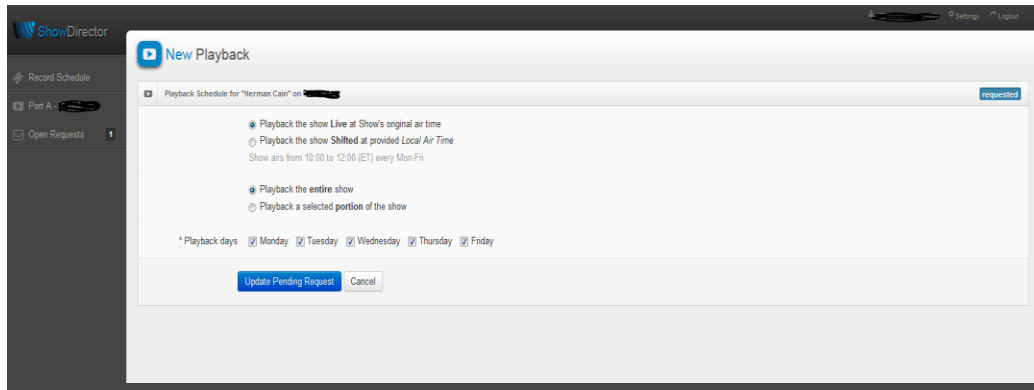 Settings Logout
ShowDirector
New Playback
Record Schedule
Port A -
Open Requests 1
Playback Schedule for "Herman Cain" on
requested
Playback the show Live at Show's original air time
Playback the show Shifted at provided Local Air Time
Show airs from 10:00 to 12:00 (ET) every Mon-Fri
Playback the entire show
Playback a selected portion of the show
* Playback days Monday Tuesday Wednesday Thursday Friday
Update Pending Request Cancel